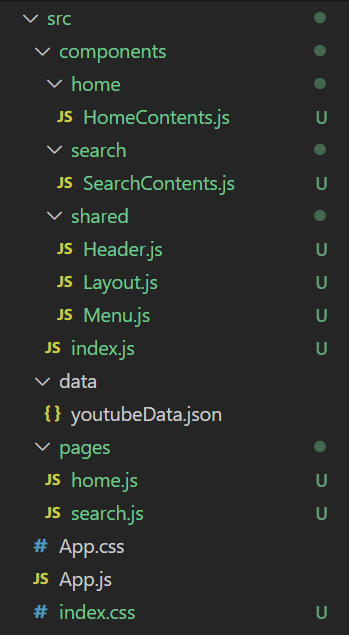 src
components
home
JS HomeContents.js U
search
JS SearchContents.js U
shared
JS Header.js U
JS Layout.js U
JS Menu.js U
JS index.js U
data
{} youtubeData.json
pages
JS home.js U
JS search.js U
# App.css
JS App.js
# index.css U